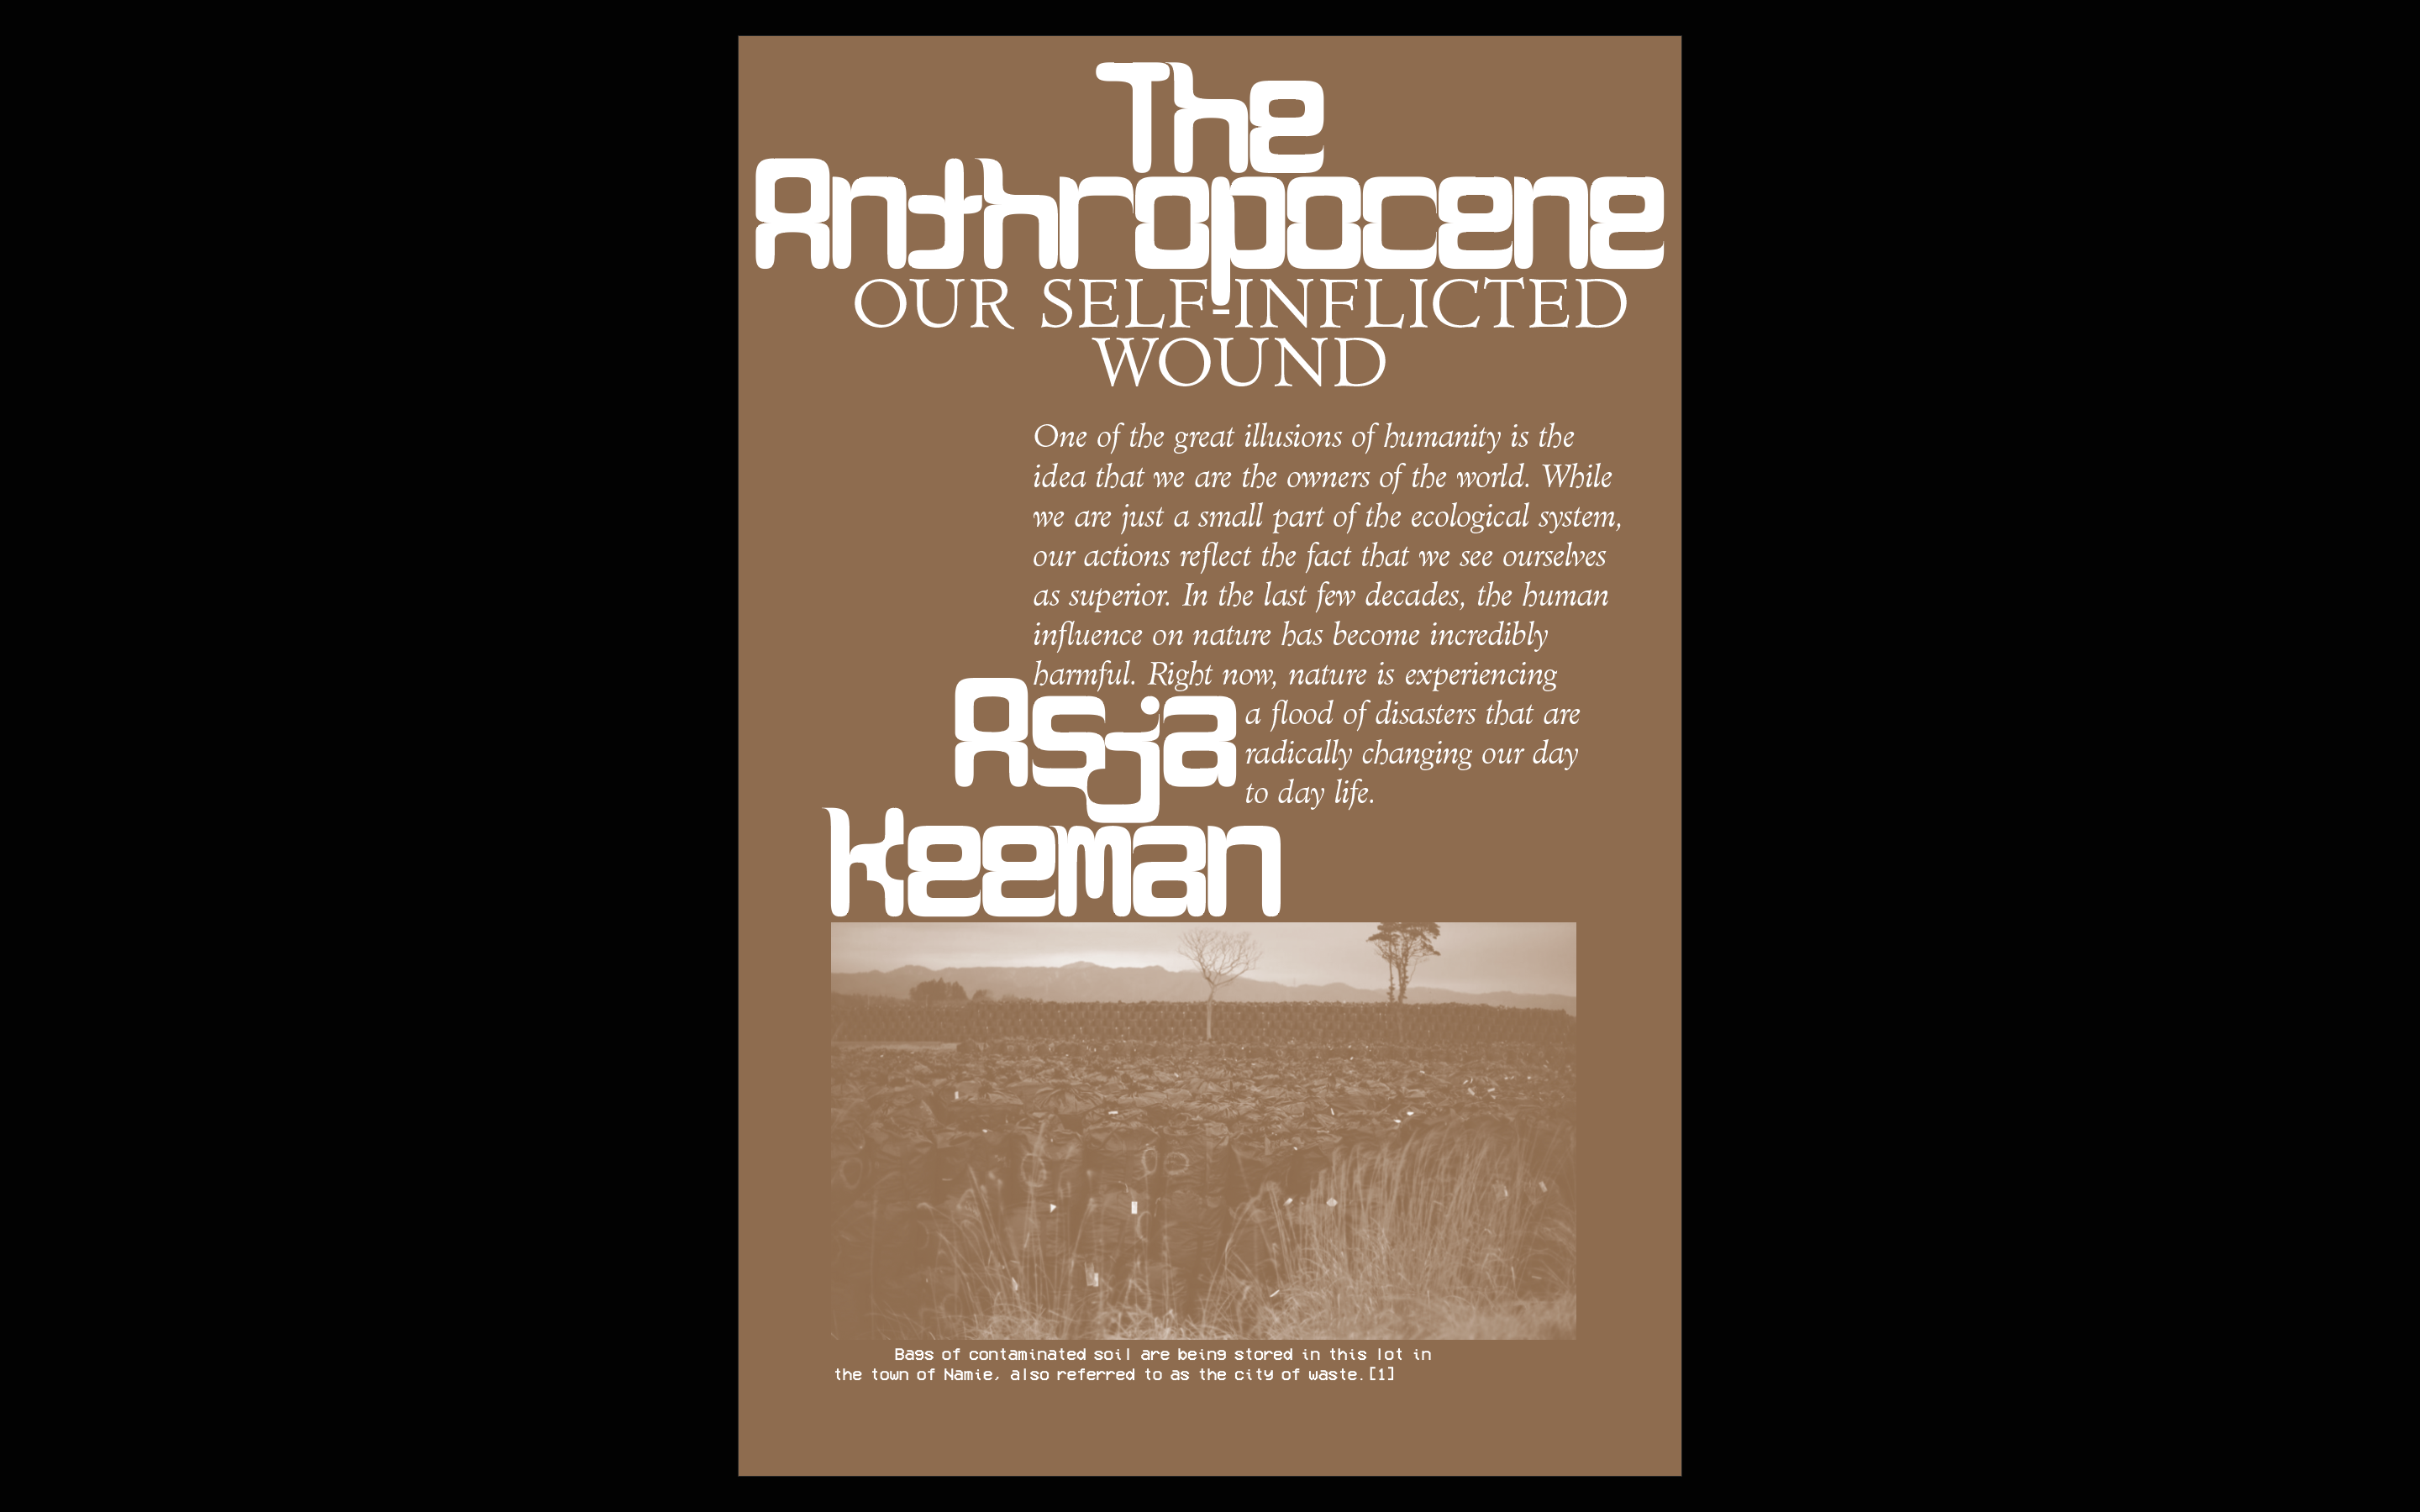 The
Anthropocene
OUR SELF-INFLICTED
WOUND
One of the great illusions of humanity is the
idea that we are the owners of the world. While
we are just a small part of the ecological system,
our actions reflect the fact that we see ourselves
as superior. In the last few decades, the human
influence on nature has become incredibly
harmful. Right now, nature is experiencing
a flood of disasters that are
radically changing our day
to day life.
Asja
Keeman
Bags of contaminated soil are being stored in this lot in
the town of Namie, also referred to as the city of waste.[1]